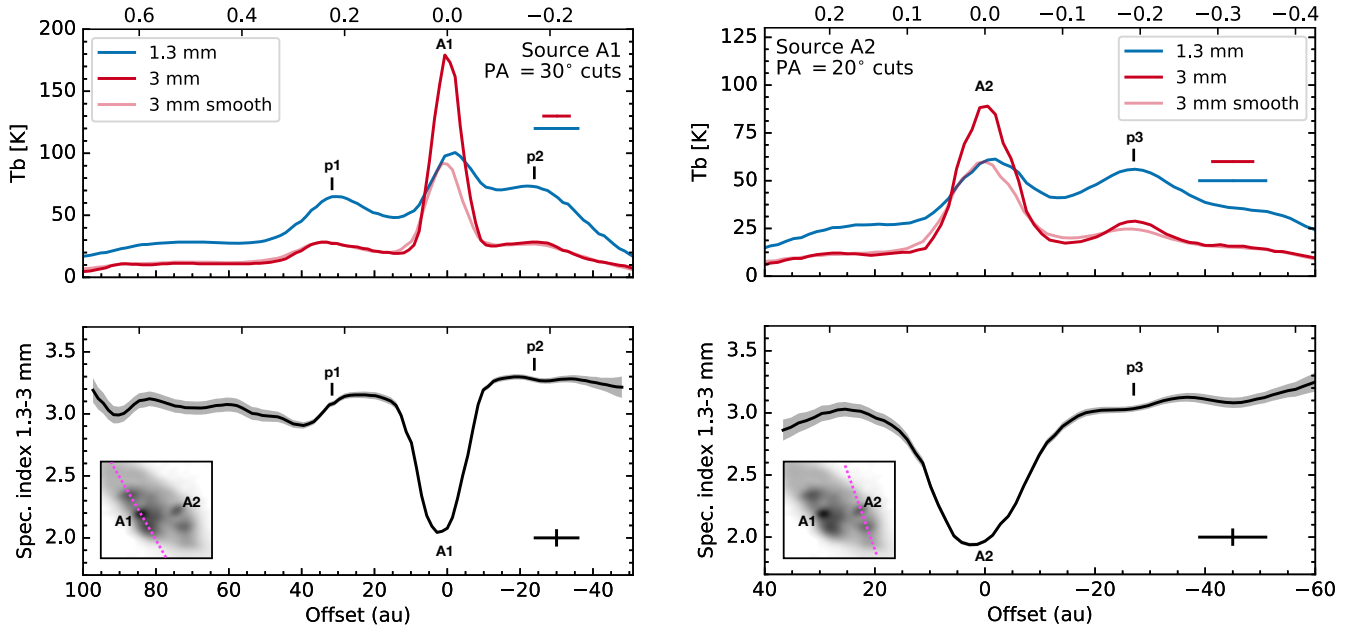 0.6 0.4 0.2 0.0 −0.2
200
175
150
125
100
75
50
25
0
Tb [K]
1.3 mm
3 mm
3 mm smooth
A1
Source A1
PA = 30° cuts
p1
p2
0.2 0.1 0.0 −0.1 −0.2 −0.3 −0.4
125
100
75
50
25
0
Tb [K]
Source A2
PA = 20° cuts
A2
1.3 mm
3 mm
3 mm smooth
p3
3.5
3.0
2.5
2.0
Spec. index 1.3–3 mm
p1
p2
A1
A2
A1
100 80 60 40 20 0 −20 −40
Offset (au)
3.5
3.0
2.5
2.0
Spec. index 1.3–3 mm
p3
A1
A2
A2
40 20 0 −20 −40 −60
Offset (au)